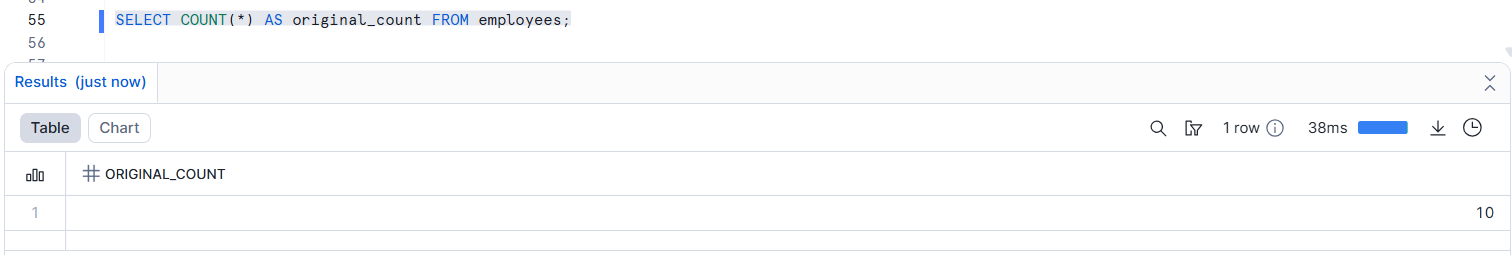 55 SELECT COUNT(*) AS original_count FROM employees;
56
Results (just now)
Table Chart 1 row 38ms
ORIGINAL_COUNT
1 10